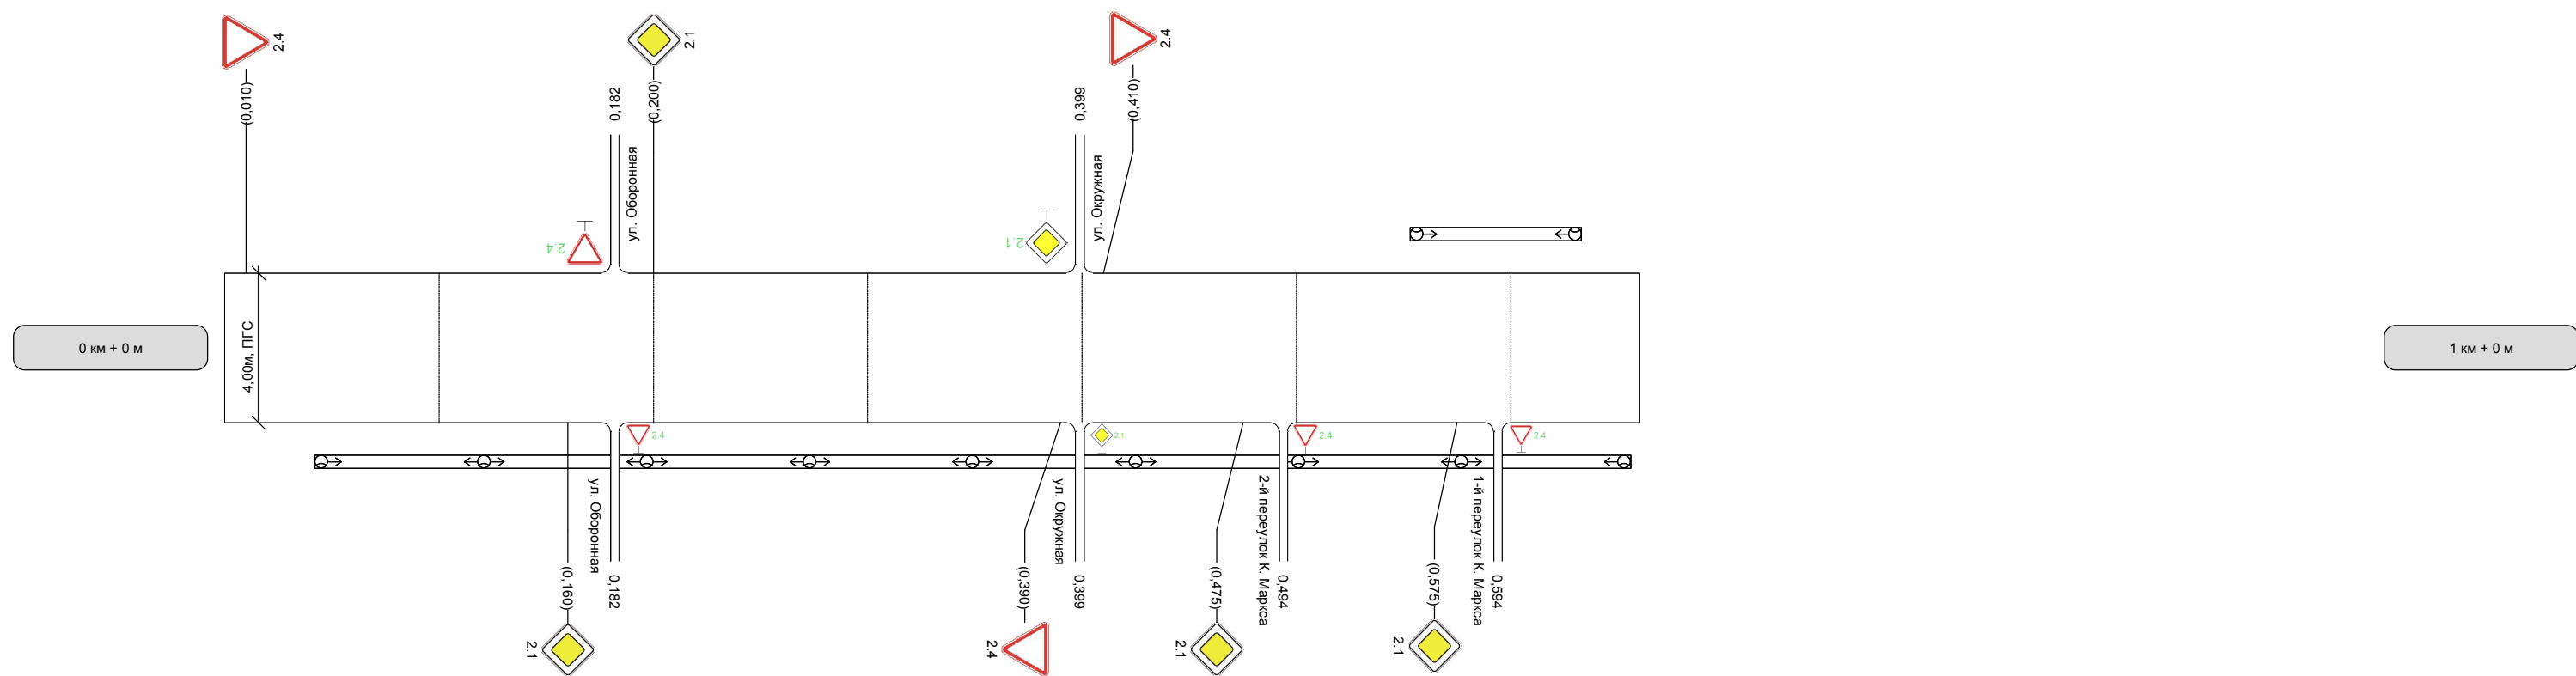 2.4
(0,010)
0,182
ул. Оборонная
2.1
(0,200)
0,399
ул. Окружная
2.4
(0,410)
2.4
2.1
0 км + 0 м
4,00м, ПГС
1 км + 0 м
2.4
2.1
2.4
2.4
ул. Оборонная
0,182
(0,160)
2.1
ул. Окружная
0,399
(0,390)
2.4
2-й переулок К. Маркса
0,494
(0,475)
2.1
1-й переулок К. Маркса
0,594
(0,575)
2.1